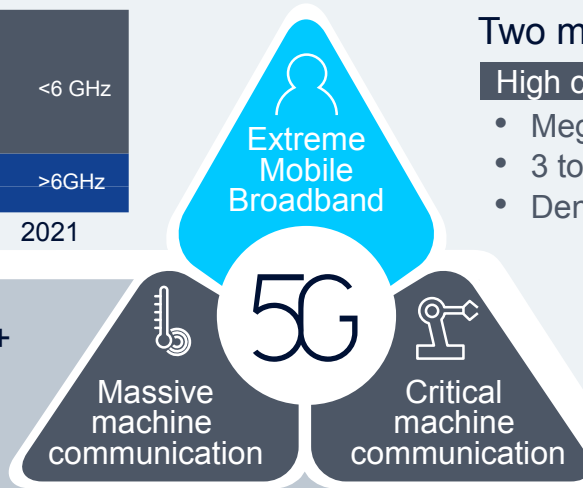 <6 GHz
>6GHz
2021
Two m
High c
• Meg
• 3 to
• Den
Extreme
Mobile
Broadband
5G
+
Massive
machine
communication
Critical
machine
communication